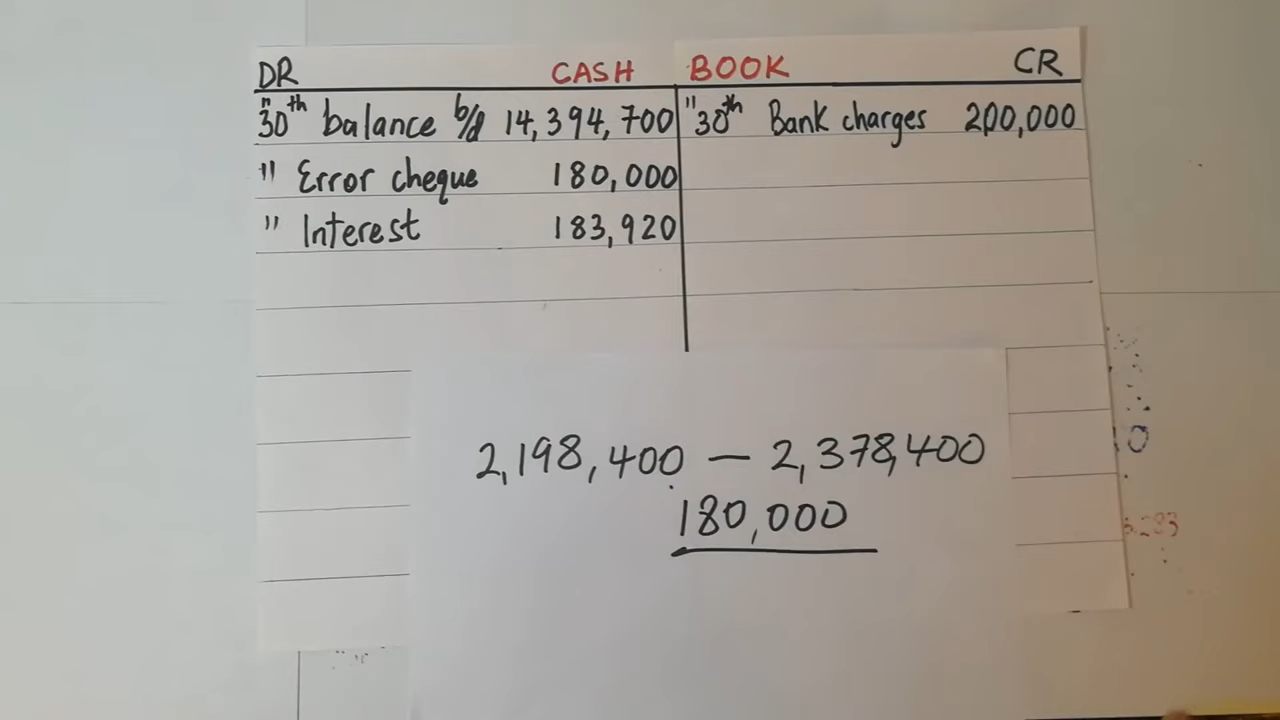 DR CASH BOOK CR
"30th balance b/d 14,394,700 "30th Bank charges 200,000
" Error cheque 180,000
" Interest 183,920
2,198,400 — 2,378,400
180,000